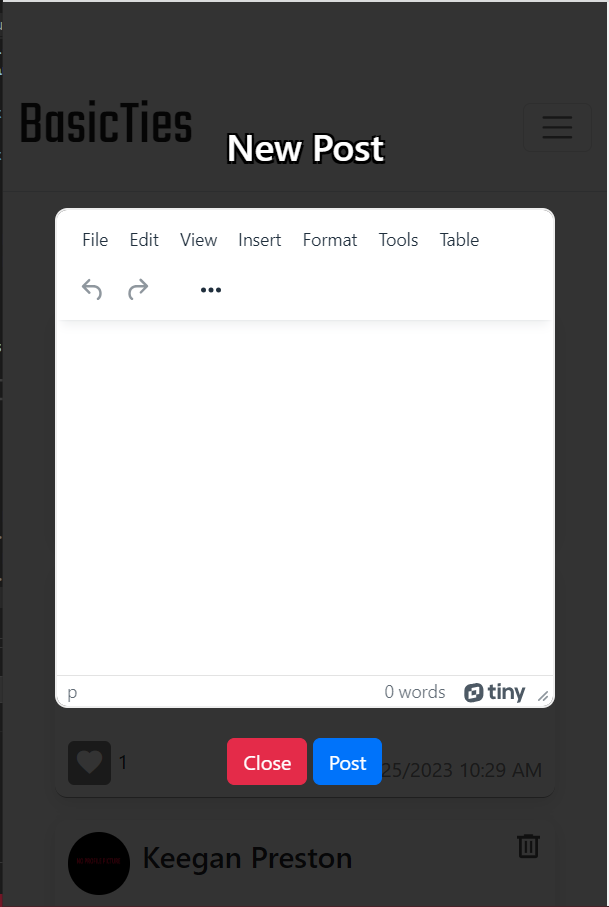 BasicTies
New Post
File Edit View Insert Format Tools Table
p 0 words tiny
1 Close Post 25/2023 10:29 AM
Keegan Preston